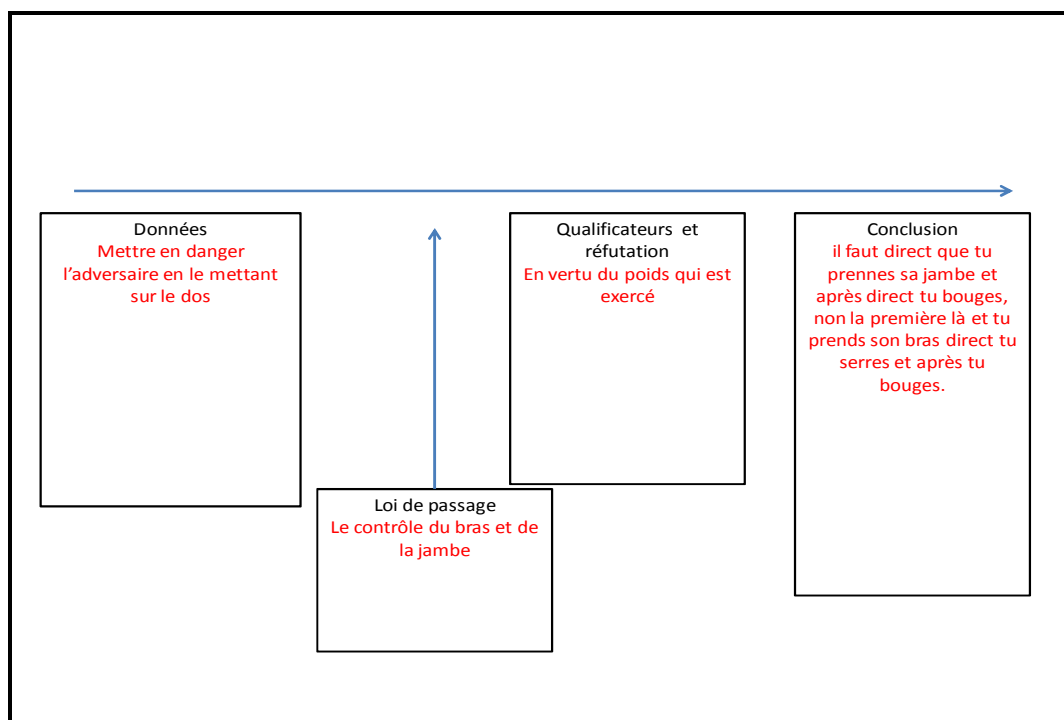 Données
Mettre en danger
l'adversaire en le mettant
sur le dos
Loi de passage
Le contrôle du bras et de
la jambe
Qualificateurs et
réfutation
En vertu du poids qui est
exercé
Conclusion
il faut direct que tu
prennes sa jambe et
après direct tu bouges,
non la première là et tu
prends son bras direct tu
serres et après tu
bouges.